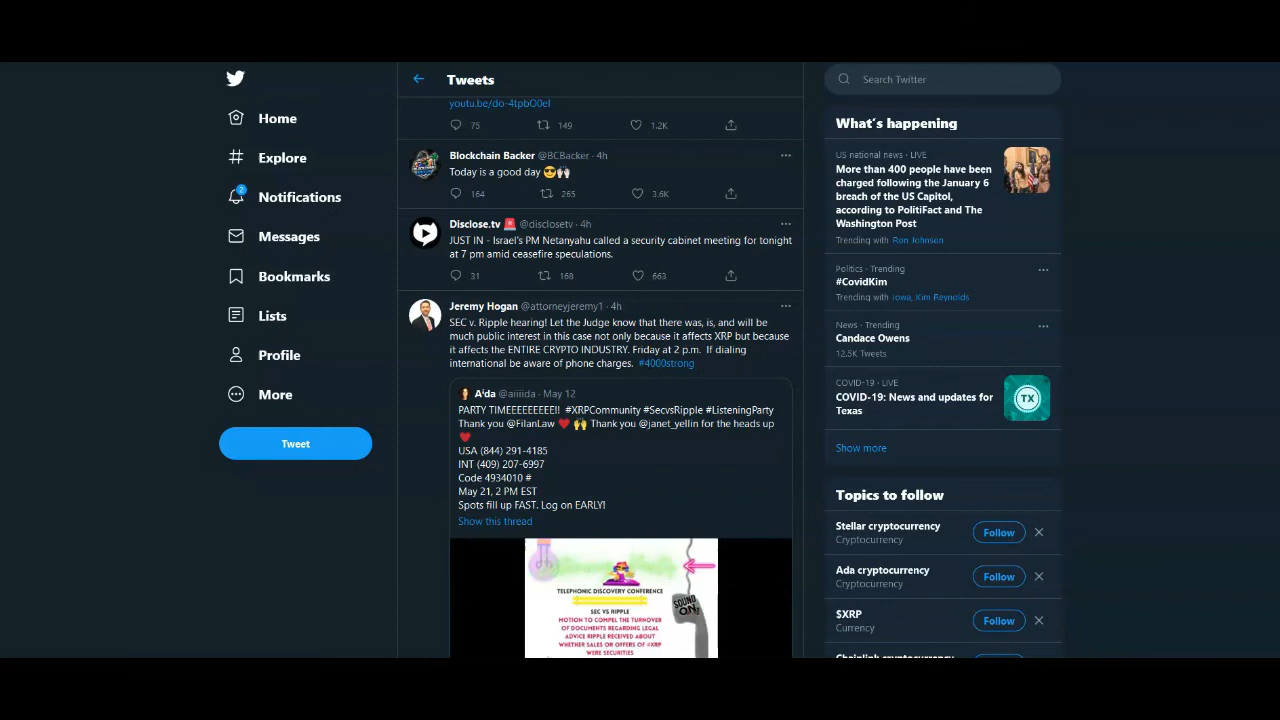 Home
Explore
2
Notifications
Messages
Bookmarks
Lists
Profile
More
Tweet
Tweets
youtu.be/do-4tpbO0eI
75 149 1.2K
Blockchain Backer @BCBacker · 4h
Today is a good day 😎🙌🏻
164 265 3.6K
Disclose.tv 🚨 @disclosetv · 4h
JUST IN - Israel's PM Netanyahu called a security cabinet meeting for tonight
at 7 pm amid ceasefire speculations.
31 168 663
Jeremy Hogan @attorneyjeremy1 · 4h
SEC v. Ripple hearing! Let the Judge know that there was, is, and will be
much public interest in this case not only because it affects XRP but because
it affects the ENTIRE CRYPTO INDUSTRY. Friday at 2 p.m. If dialing
international be aware of phone charges. #4000strong
@aiiiida · May 12
PARTY TIMEEEEEEEE!! #XRPCommunity #SecvsRipple #ListeningParty
Thank you @FilanLaw ❤️ 🙌 Thank you @janet_yellin for the heads up
❤️
USA (844) 291-4185
INT (409) 207-6997
Code 4934010 #
May 21, 2 PM EST
Spots fill up FAST. Log on EARLY!
Show this thread
TELEPHONIC DISCOVERY CONFERENCE
SEC VS RIPPLE
MOTION TO COMPEL THE TURNOVER
OF DOCUMENTS REGARDING LEGAL
ADVICE RIPPLE RECEIVED ABOUT
WHETHER SALES OR OFFERS OF #XRP
WERE SECURITIES
SOUND
ON!
Search Twitter
What's happening
US national news · LIVE
More than 400 people have been
charged following the January 6
breach of the US Capitol,
according to PolitiFact and The
Washington Post
Trending with Ron Johnson
Politics · Trending
#CovidKim
Trending with Iowa, Kim Reynolds
News · Trending
Candace Owens
12.5K Tweets
COVID-19 · LIVE
COVID-19: News and updates for
Texas
TX
Show more
Topics to follow
Stellar cryptocurrency
Cryptocurrency
Follow
Ada cryptocurrency
Cryptocurrency
Follow
$XRP
Currency
Follow
Chainlink cryptocurrency